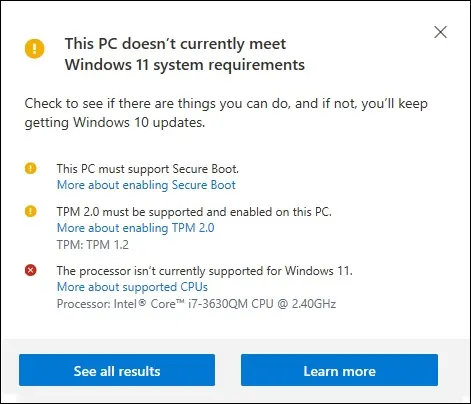 This PC doesn’t currently meet
Windows 11 system requirements
Check to see if there are things you can do, and if not, you’ll keep
getting Windows 10 updates.
This PC must support Secure Boot.
More about enabling Secure Boot
TPM 2.0 must be supported and enabled on this PC.
More about enabling TPM 2.0
TPM: TPM 1.2
The processor isn’t currently supported for Windows 11.
More about supported CPUs
Processor: Intel® Core™ i7-3630QM CPU @ 2.40GHz
See all results
Learn more